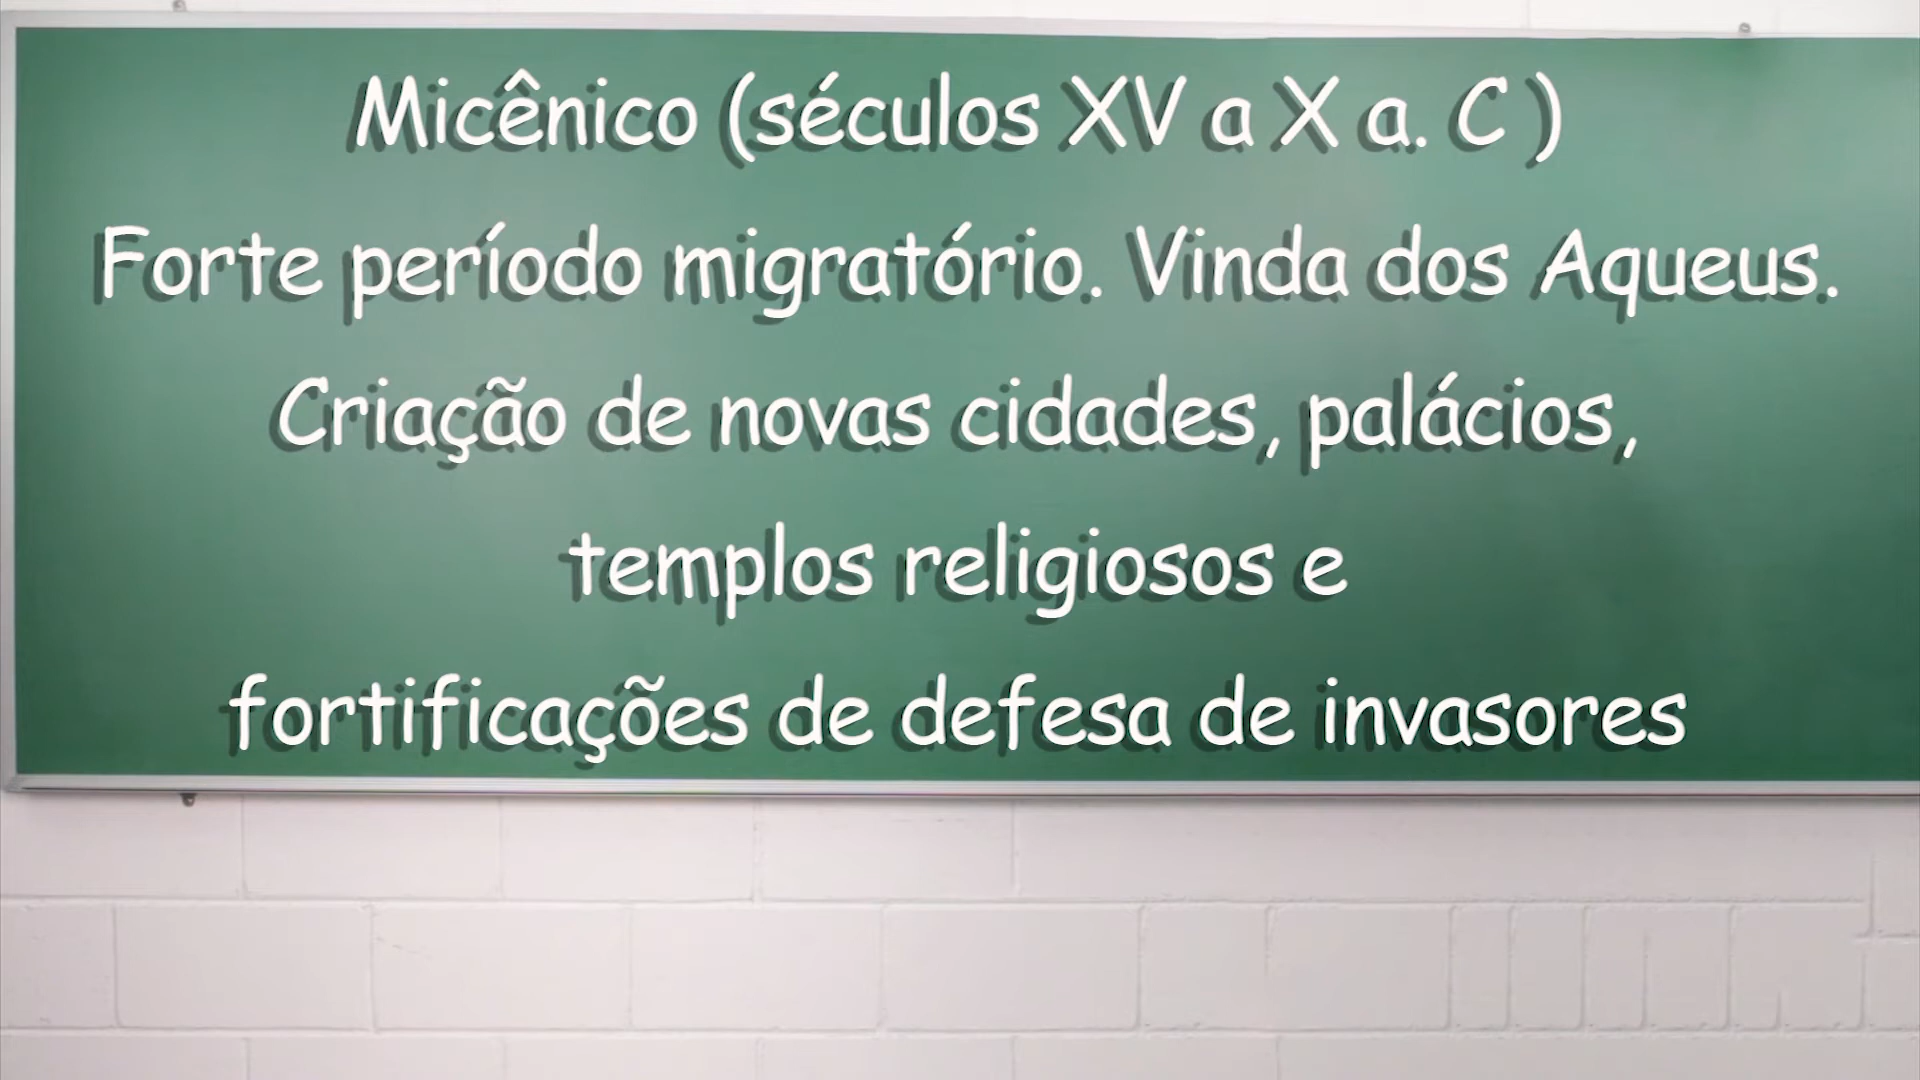 Micênico (séculos XV a X a. C )
Forte período migratório. Vinda dos Aqueus.
Criação de novas cidades, palácios,
templos religiosos e
fortificações de defesa de invasores